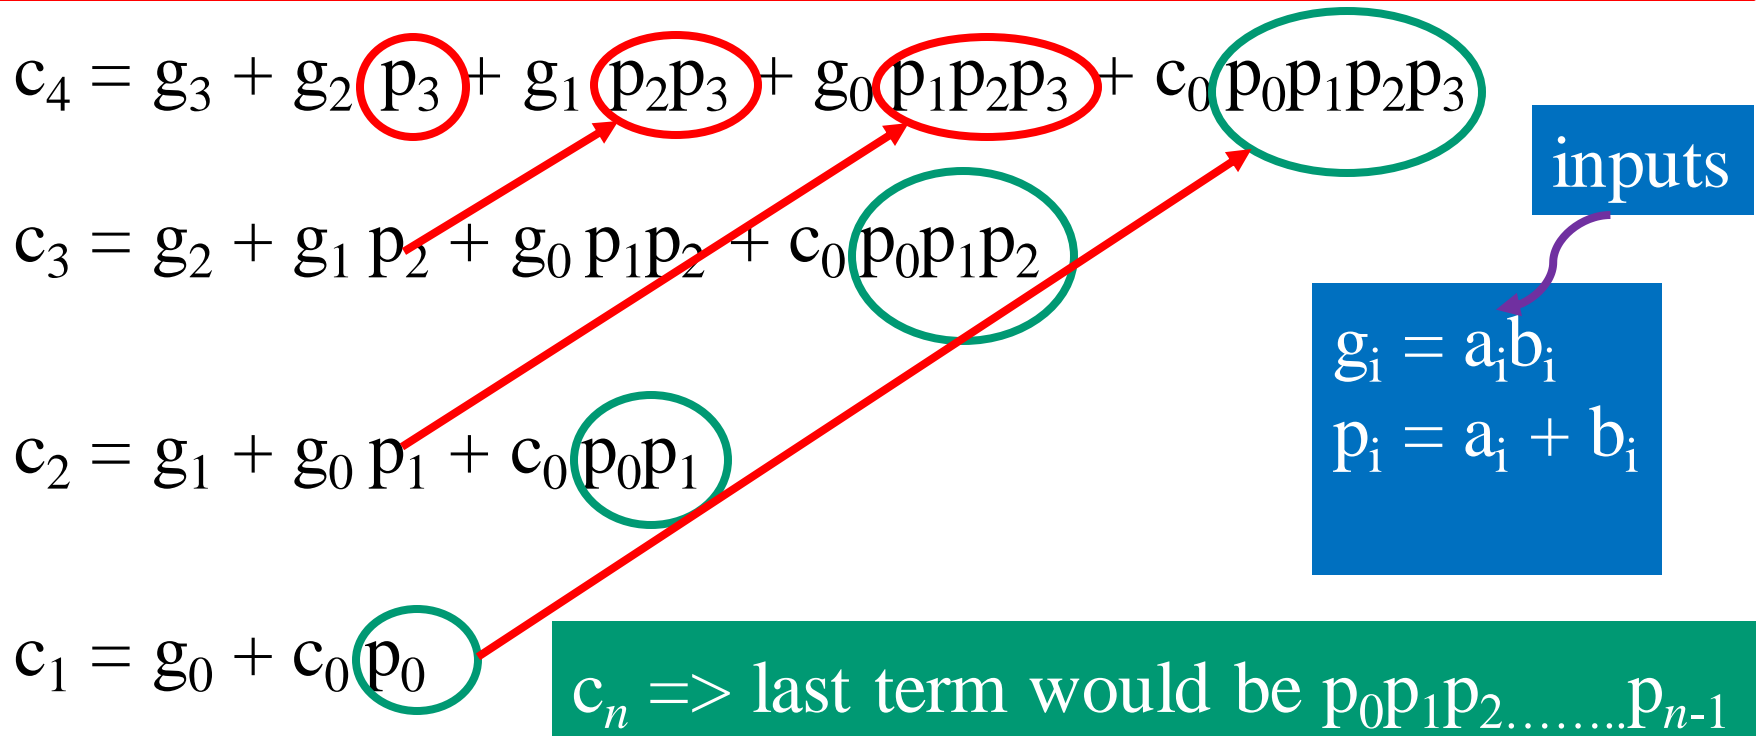 c₄ = g₃ + g₂ p₃ + g₁ p₂p₃ + g₀ p₁p₂p₃ + c₀ p₀p₁p₂p₃
inputs
c₃ = g₂ + g₁ p₂ + g₀ p₁p₂ + c₀ p₀p₁p₂
gᵢ = aᵢbᵢ
pᵢ = aᵢ + bᵢ
c₂ = g₁ + g₀ p₁ + c₀ p₀p₁
c₁ = g₀ + c₀ p₀
cₙ => last term would be p₀p₁p₂........pₙ₋₁